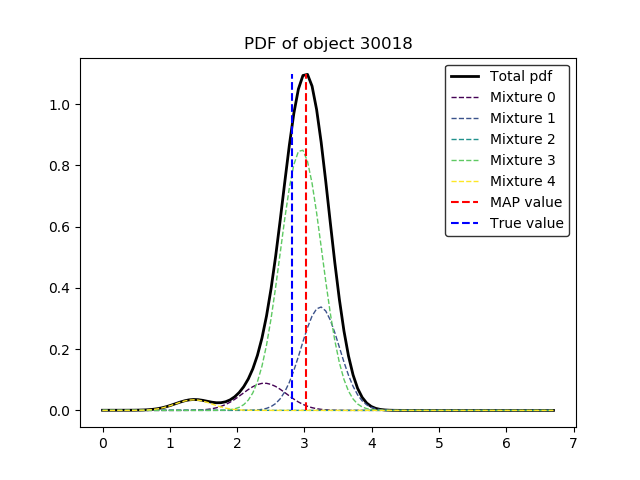 PDF of object 30018
Total pdf
Mixture 0
Mixture 1
Mixture 2
Mixture 3
Mixture 4
MAP value
True value
1.0
0.8
0.6
0.4
0.2
0.0
0 1 2 3 4 5 6 7